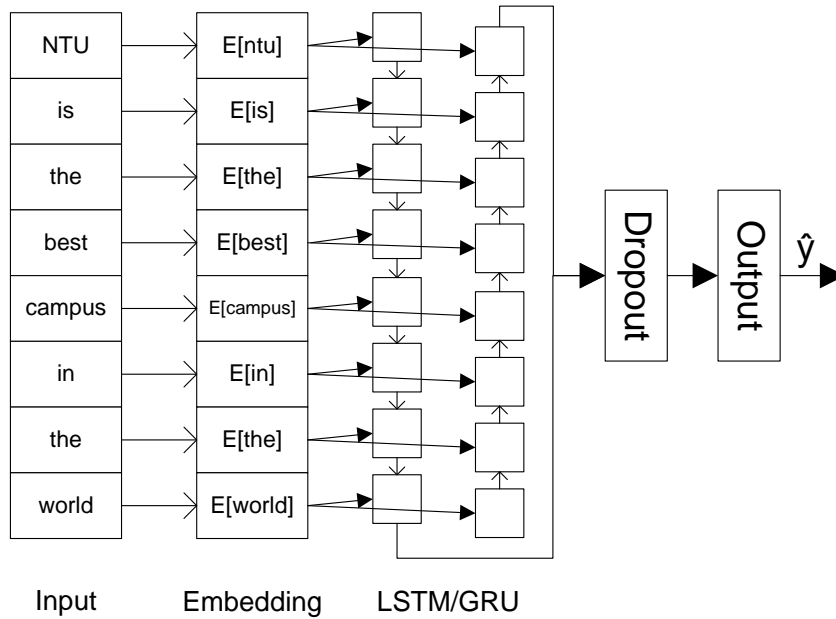 NTU
is
the
best
campus
in
the
world
E[ntu]
E[is]
E[the]
E[best]
E[campus]
E[in]
E[the]
E[world]
Dropout
Output
ŷ
Input
Embedding
LSTM/GRU